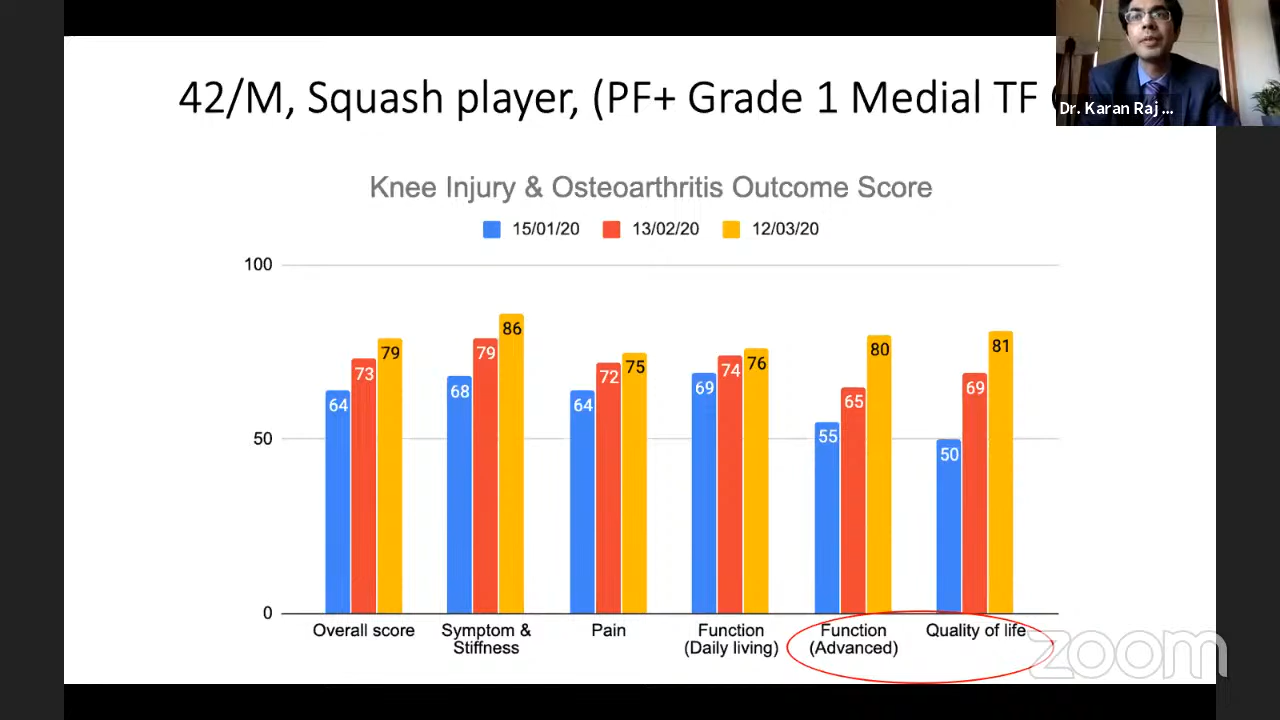 42/M, Squash player, (PF+ Grade 1 Medial TF
Dr. Karan Raj ...
Knee Injury & Osteoarthritis Outcome Score
15/01/20 13/02/20 12/03/20
100
50
0
64 73 79
68 79 86
64 72 75
69 74 76
55 65 80
50 69 81
Overall score
Symptom &
Stiffness
Pain
Function
(Daily living)
Function
(Advanced)
Quality of life
zoom